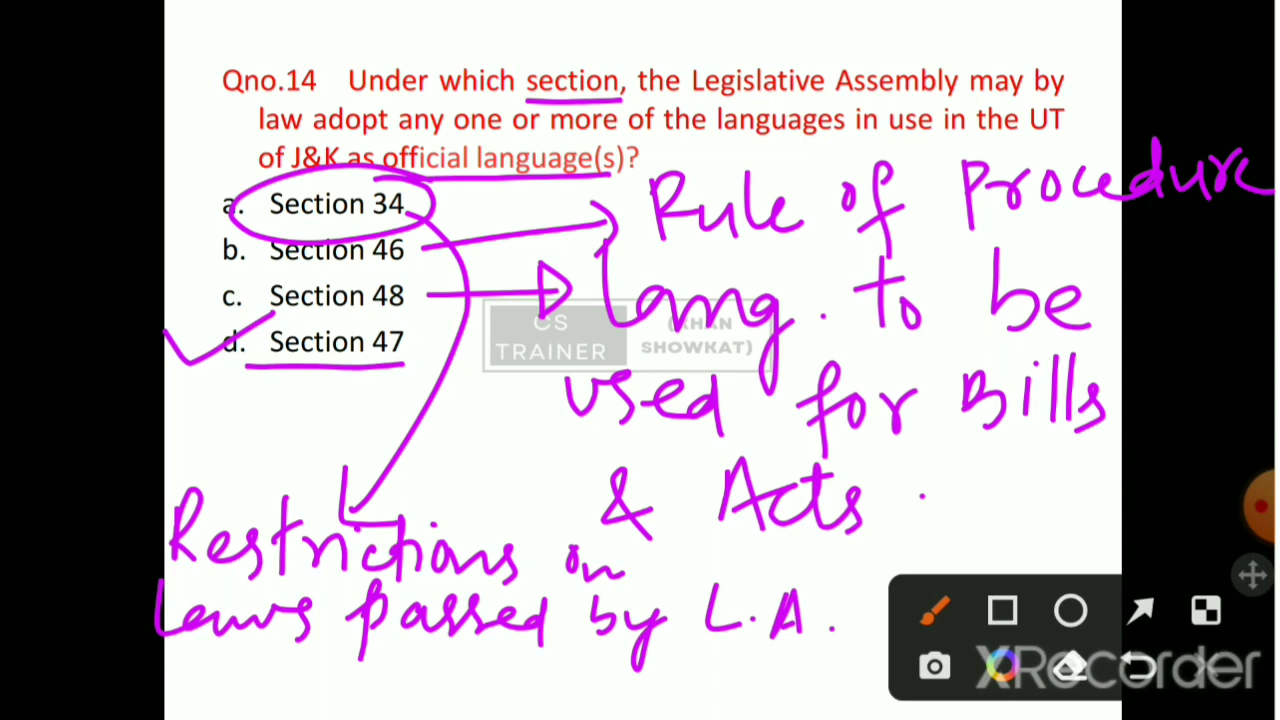 Qno.14 Under which section, the Legislative Assembly may by
law adopt any one or more of the languages in use in the UT
of J&K as official language(s)?
a. Section 34
b. Section 46
c. Section 48
d. Section 47
Rule of Procedure
lang. to be
used for Bills
& Acts.
Restrictions on
Laws passed by L.A.
CS
TRAINER
(KHAN
SHOWKAT)
XRecorder